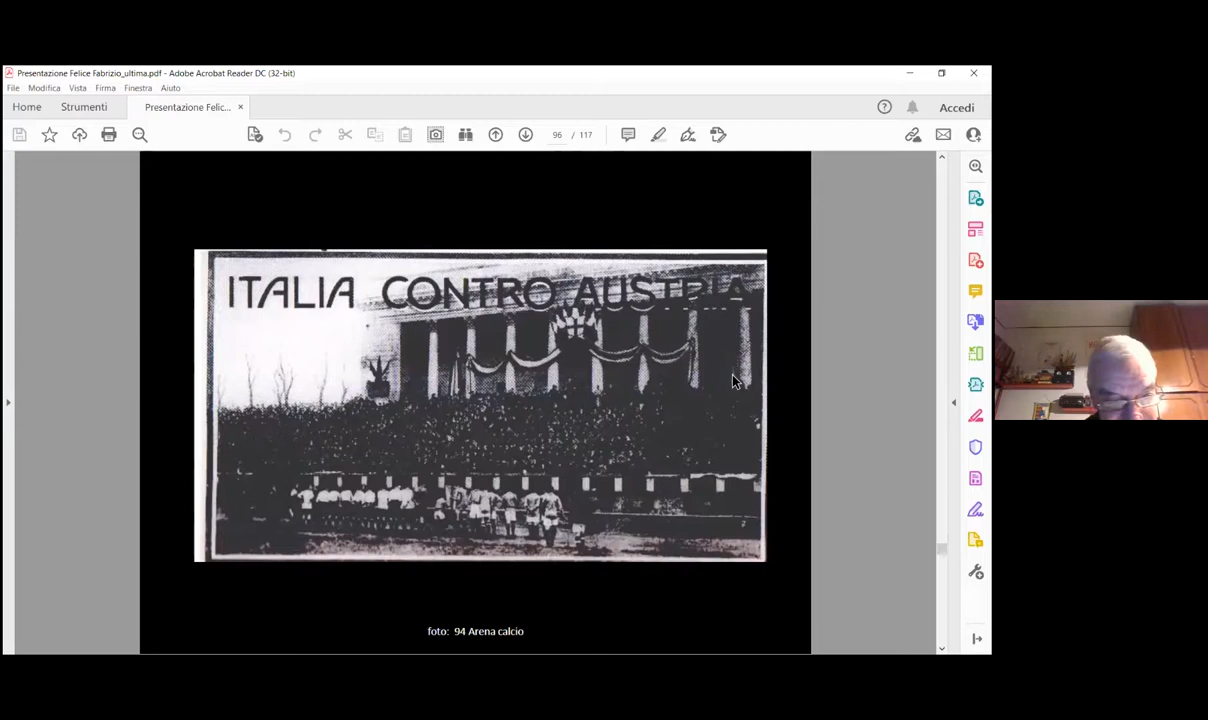 Presentazione Felice Fabrizio_ultima.pdf - Adobe Acrobat Reader DC (32-bit)
File Modifica Vista Firma Finestra Aiuto
Home Strumenti Presentazione Felic... × Accedi
96 / 117
ITALIA CONTRO AUSTRIA
foto: 94 Arena calcio